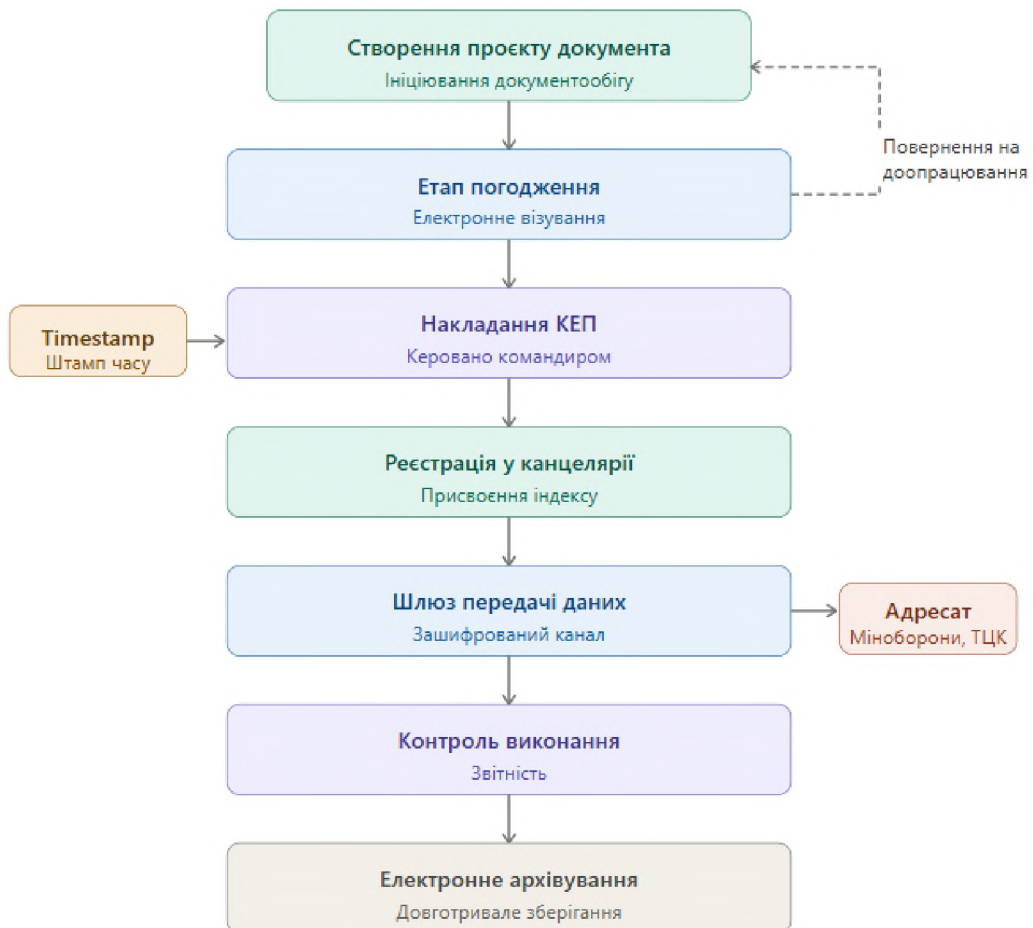 Створення проєкту документа
Ініціювання документообігу
Повернення на
доопрацювання
Етап погодження
Електронне візування
Timestamp
Штамп часу
Накладання КЕП
Керовано командиром
Реєстрація у канцелярії
Присвоєння індексу
Шлюз передачі даних
Зашифрований канал
Адресат
Міноборони, ТЦК
Контроль виконання
Звітність
Електронне архівування
Довготривале зберігання